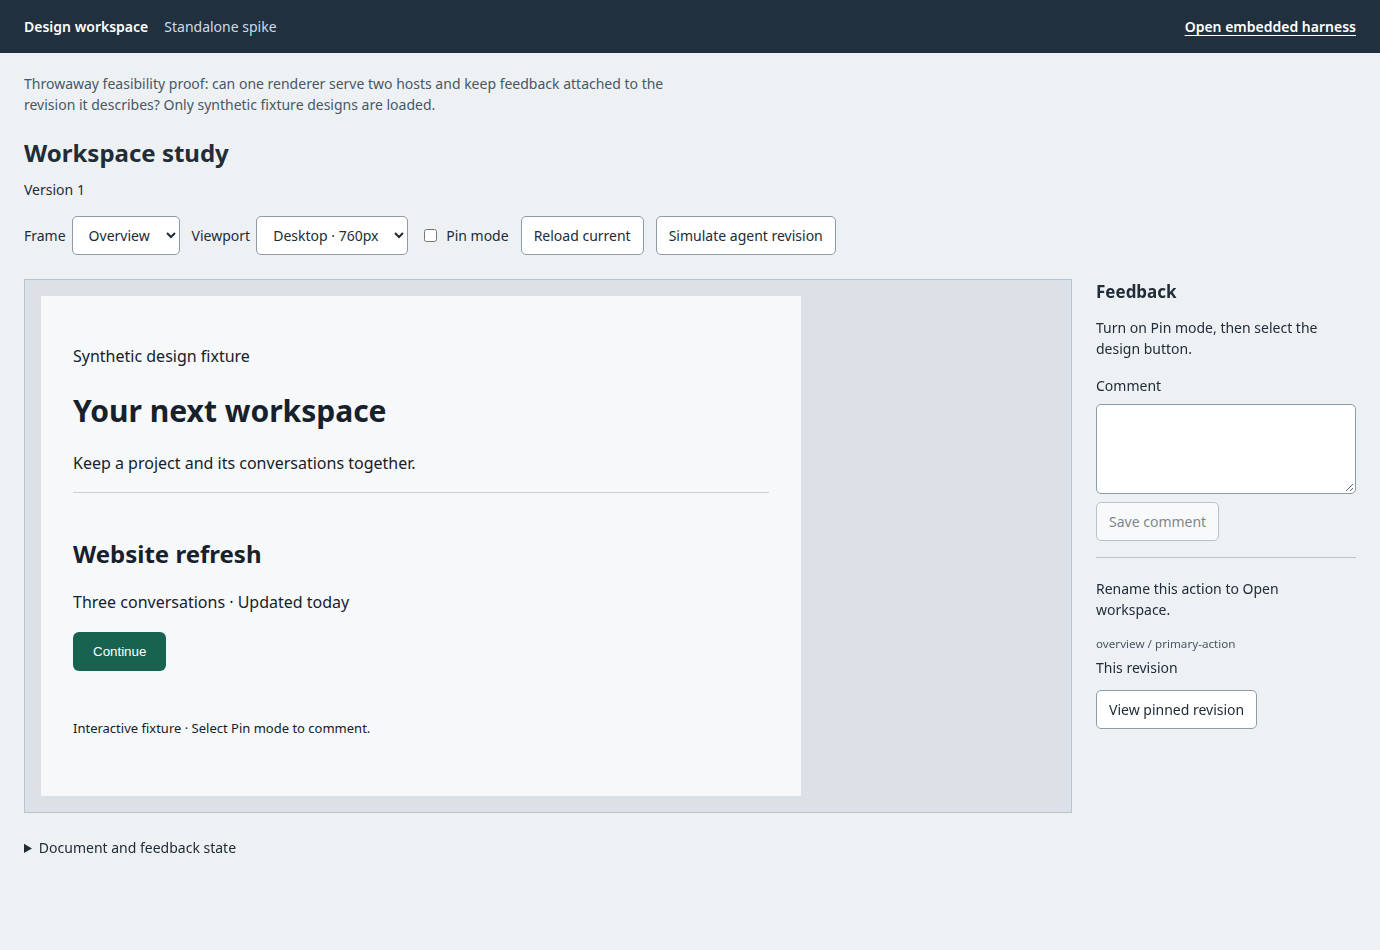 Design workspace Standalone spike Open embedded harness
Throwaway feasibility proof: can one renderer serve two hosts and keep feedback attached to the
revision it describes? Only synthetic fixture designs are loaded.
Workspace study
Version 1
Frame Overview Viewport Desktop · 760px Pin mode Reload current Simulate agent revision
Synthetic design fixture
Your next workspace
Keep a project and its conversations together.
Website refresh
Three conversations · Updated today
Continue
Interactive fixture · Select Pin mode to comment.
Feedback
Turn on Pin mode, then select the
design button.
Comment
Save comment
Rename this action to Open
workspace.
overview / primary-action
This revision
View pinned revision
Document and feedback state